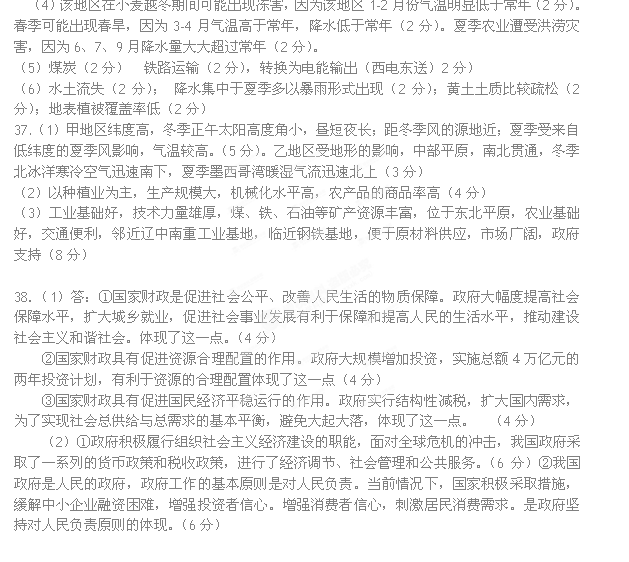 （4）该地区在小麦越冬期间可能出现冻害，因为该地区 1-2 月份气温明显低于常年（2 分）。
春季可能出现春旱，因为 3-4 月气温高于常年，降水低于常年（2 分）。夏季农业遭受洪涝灾
害，因为 6、7、9 月降水量大大超过常年（2 分）。
（5）煤炭（2 分） 铁路运输（2 分），转换为电能输出（西电东送）2 分）
（6）水土流失（2 分）； 降水集中于夏季多以暴雨形式出现（2 分）；黄土土质比较疏松（2
分）；地表植被覆盖率低（2 分）
37.（1）甲地区纬度高，冬季正午太阳高度角小，昼短夜长；距冬季风的源地近；夏季受来自
低纬度的夏季风影响，气温较高。（5 分）。乙地区受地形的影响，中部平原，南北贯通，冬季
北冰洋寒冷空气迅速南下，夏季墨西哥湾暖湿气流迅速北上（3 分）
（2）以种植业为主，生产规模大，机械化水平高，农产品的商品率高（4 分）
（3）工业基础好，技术力量雄厚，煤、铁、石油等矿产资源丰富，位于东北平原，农业基础
好，交通便利，邻近辽中南重工业基地，临近钢铁基地，便于原材料供应，市场广阔，政府
支持（8 分）
38.（1）答：①国家财政是促进社会公平、改善人民生活的物质保障。政府大幅度提高社会
保障水平，扩大城乡就业，促进社会事业发展有利于保障和提高人民的生活水平，推动建设
社会主义和谐社会。体现了这一点。（4 分）
②国家财政具有促进资源合理配置的作用。政府大规模增加投资，实施总额 4 万亿元的
两年投资计划，有利于资源的合理配置体现了这一点（4 分）
③国家财政具有促进国民经济平稳运行的作用。政府实行结构性减税，扩大国内需求，
为了实现社会总供给与总需求的基本平衡，避免大起大落，体现了这一点。 （4 分）
（2）①政府积极履行组织社会主义经济建设的职能，面对全球危机的冲击，我国政府采
取了一系列的货币政策和税收政策，进行了经济调节、社会管理和公共服务。（6 分）②我国
政府是人民的政府，政府工作的基本原则是对人民负责。当前情况下，国家积极采取措施，
缓解中小企业融资困难，增强投资者信心。增强消费者信心，刺激居民消费需求。是政府坚
持对人民负责原则的体现。（6 分）